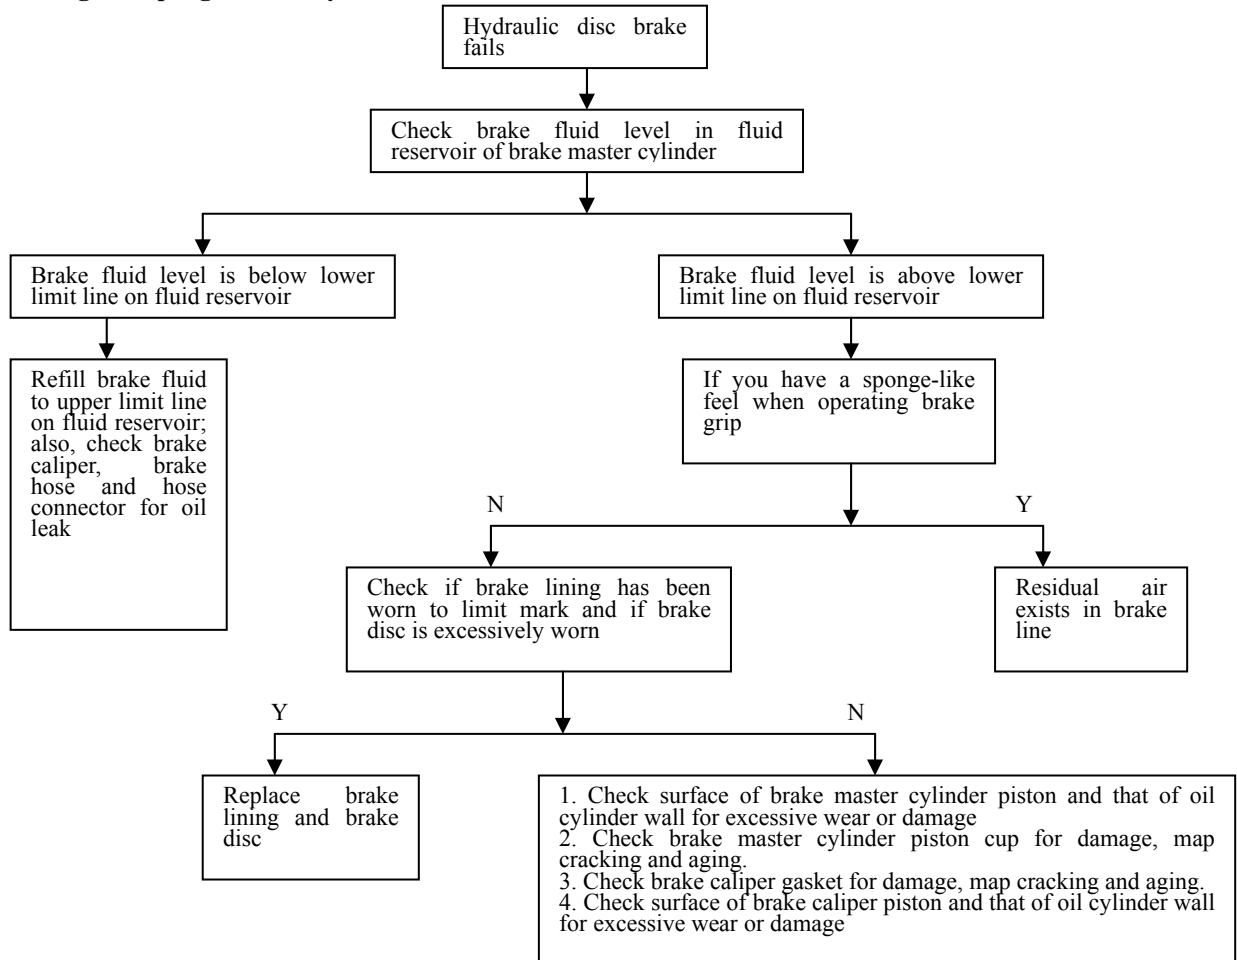 Hydraulic disc brake
fails
Check brake fluid level in fluid
reservoir of brake master cylinder
Brake fluid level is below lower
limit line on fluid reservoir
Brake fluid level is above lower
limit line on fluid reservoir
Refill brake fluid
to upper limit line
on fluid reservoir;
also, check brake
caliper, brake
hose and hose
connector for oil
leak
If you have a sponge-like
feel when operating brake
grip
N
Y
Check if brake lining has been
worn to limit mark and if brake
disc is excessively worn
Residual air
exists in brake
line
Y
N
Replace brake
lining and brake
disc
1. Check surface of brake master cylinder piston and that of oil
cylinder wall for excessive wear or damage
2. Check brake master cylinder piston cup for damage, map
cracking and aging.
3. Check brake caliper gasket for damage, map cracking and aging.
4. Check surface of brake caliper piston and that of oil cylinder wall
for excessive wear or damage